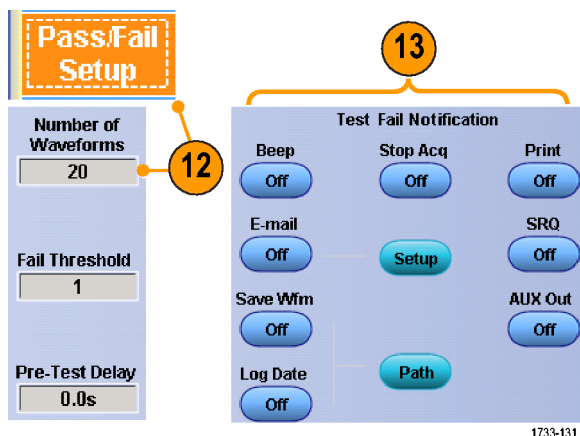 Pass/Fail
Setup
13
Number of
Waveforms
20
12
Fail Threshold
1
Pre-Test Delay
0.0s
Test Fail Notification
Beep
Stop Acq
Print
Off
Off
Off
E-mail
SRQ
Off
Setup
Off
Save Wfm
AUX Out
Off
Off
Log Date
Path
Off
1733-131